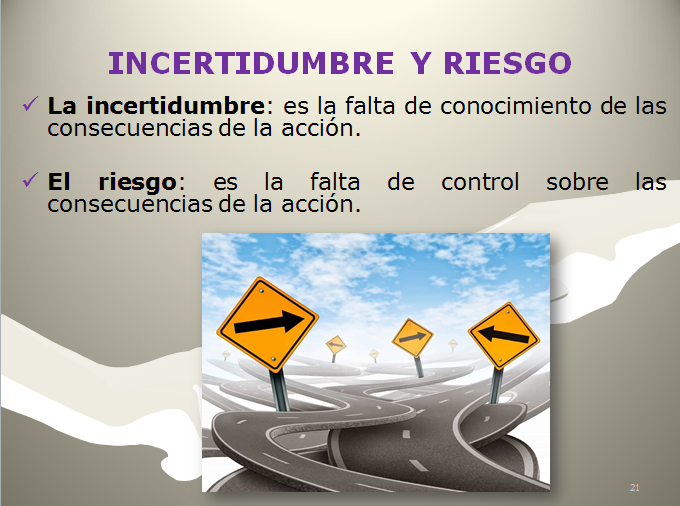 INCERTIDUMBRE Y RIESGO
✓ La incertidumbre: es la falta de conocimiento de las
consecuencias de la acción.
✓ El riesgo: es la falta de control sobre las
consecuencias de la acción.
21